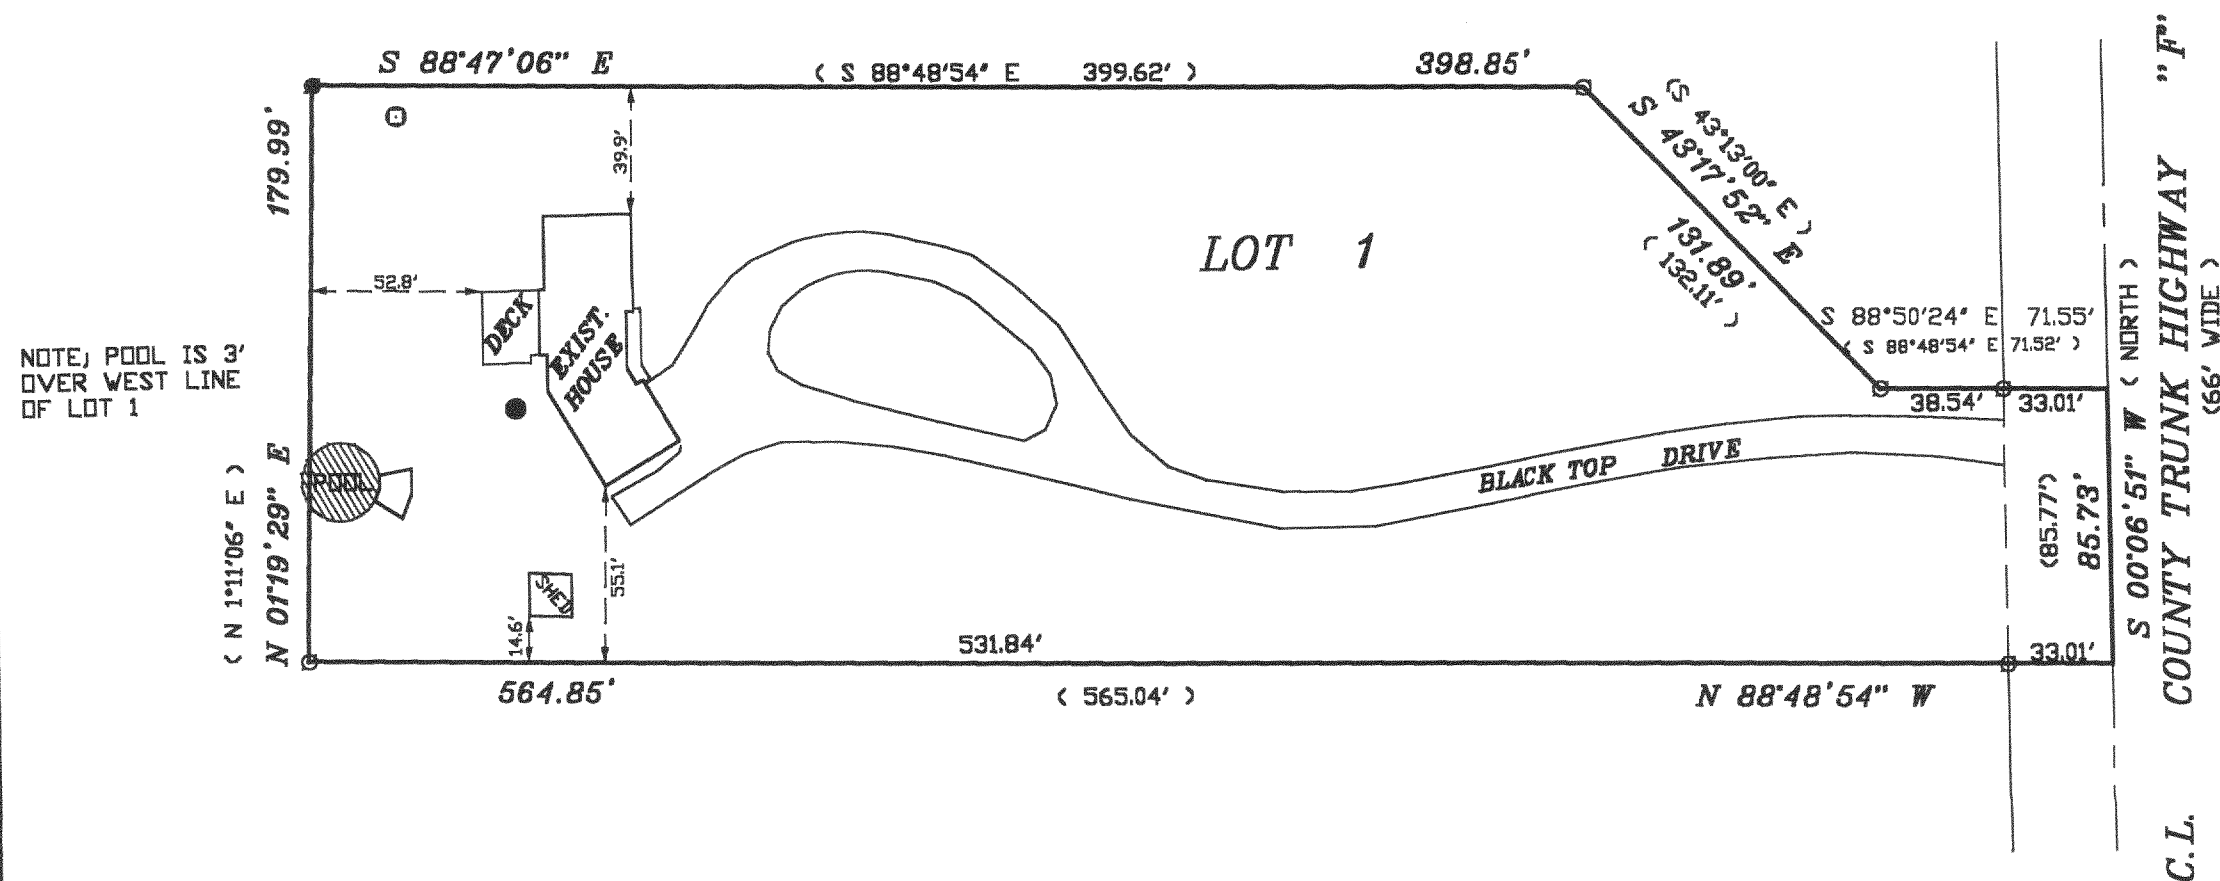 S 88°47'06" E
( S 88°48'54" E 399.62' )
398.85'
( S 43°13'00" E )
S 43°17'52" E
131.89'
( 132.11' )
179.99'
39.9'
LOT 1
52.8'
DECK
EXIST.
HOUSE
S 88°50'24" E 71.55'
( S 88°48'54" E 71.52' )
38.54'
33.01'
NOTE; POOL IS 3'
OVER WEST LINE
OF LOT 1
POOL
( N 1°11'06" E )
N 01°19'29" E
BLACK TOP DRIVE
(85.77')
85.73'
S 00°06'51" W ( NORTH )
C.L. COUNTY TRUNK HIGHWAY "F"
(66' WIDE )
SHED
14.6'
55.1'
531.84'
33.01'
564.85'
( 565.04' )
N 88°48'54" W